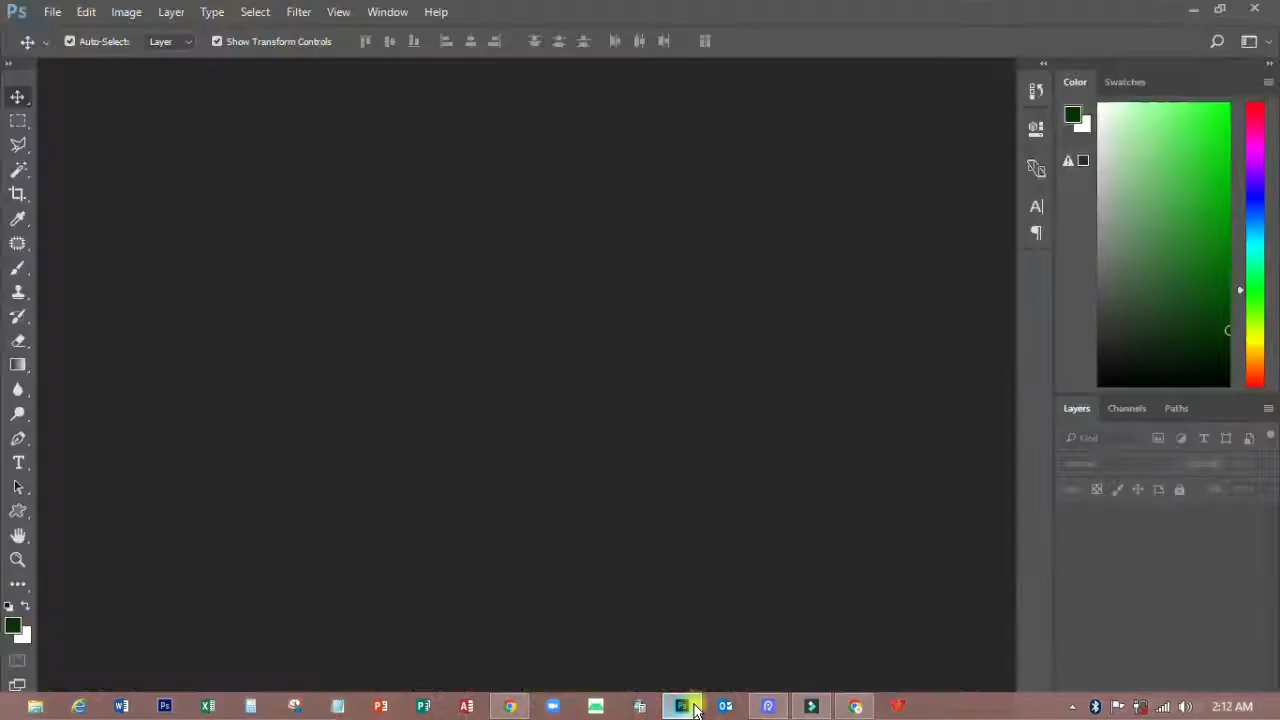 Ps File Edit Image Layer Type Select Filter View Window Help
Auto-Select: Layer Show Transform Controls
Color Swatches
Layers Channels Paths
Kind
2:12 AM